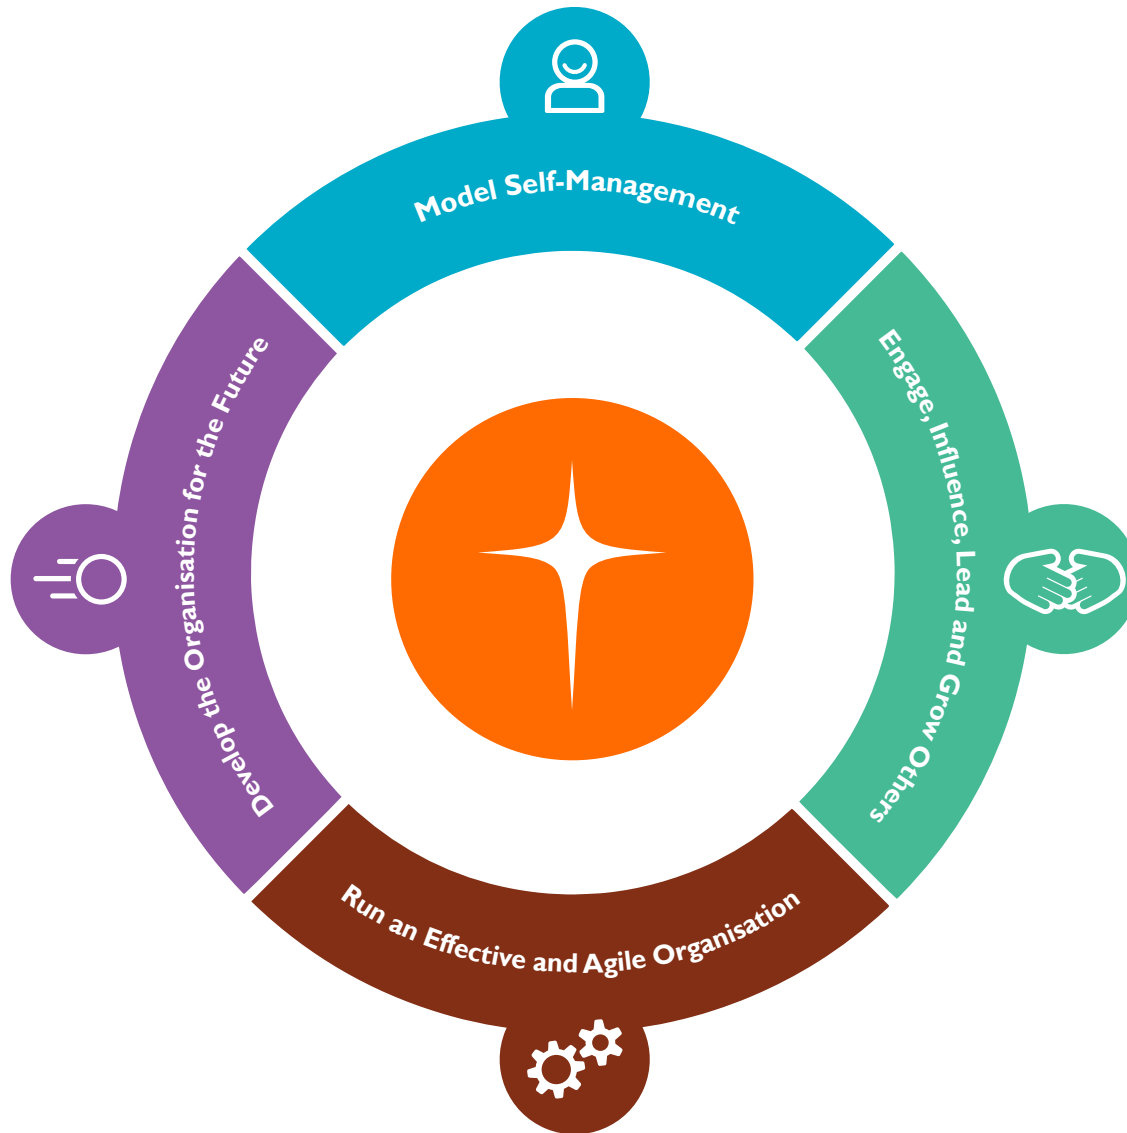 Model Self-Management
Engage, Influence, Lead and Grow Others
Run an Effective and Agile Organisation
Develop the Organisation for the Future